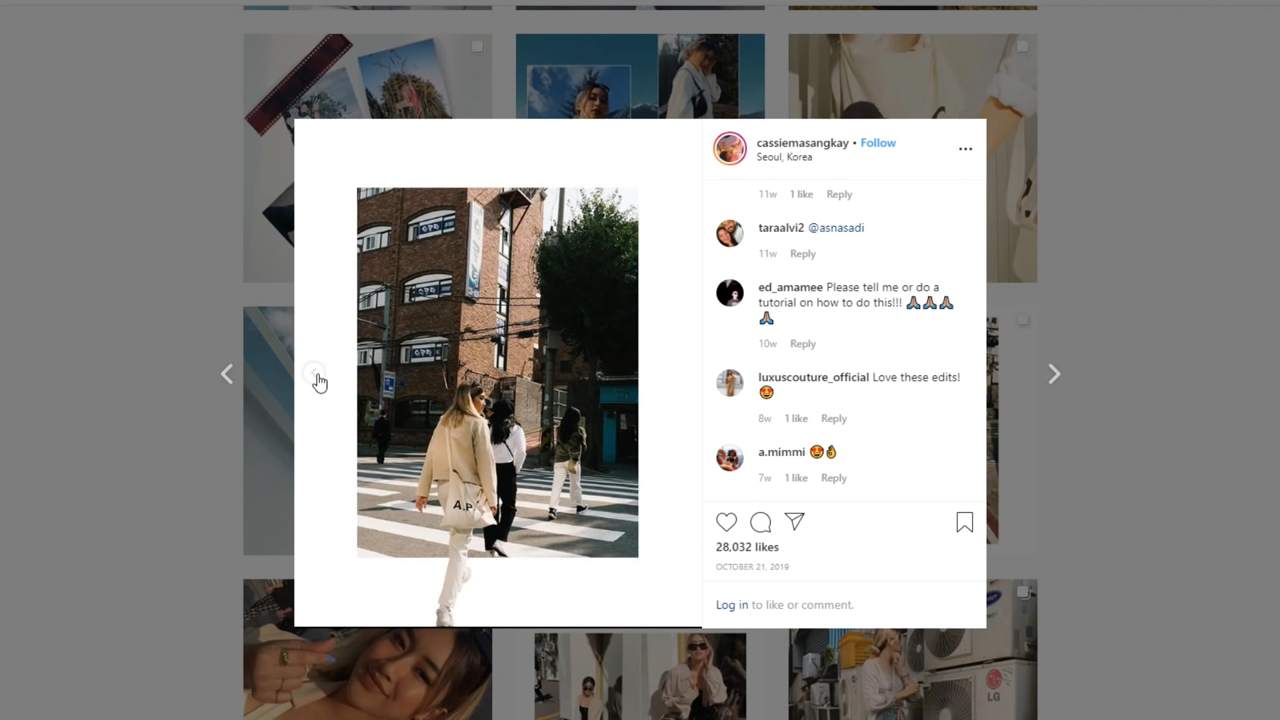 cassiemasangkay • Follow
Seoul, Korea
11w 1 like Reply
taraalvi2 @asnasadi
11w Reply
ed_amamee Please tell me or do a
tutorial on how to do this!!! 🙏🏽🙏🏽🙏🏽
🙏🏽
10w Reply
luxuscouture_official Love these edits!
😍
8w 1 like Reply
a.mimmi 😍👌
7w 1 like Reply
28,032 likes
OCTOBER 21, 2019
Log in to like or comment.
A.P
LG